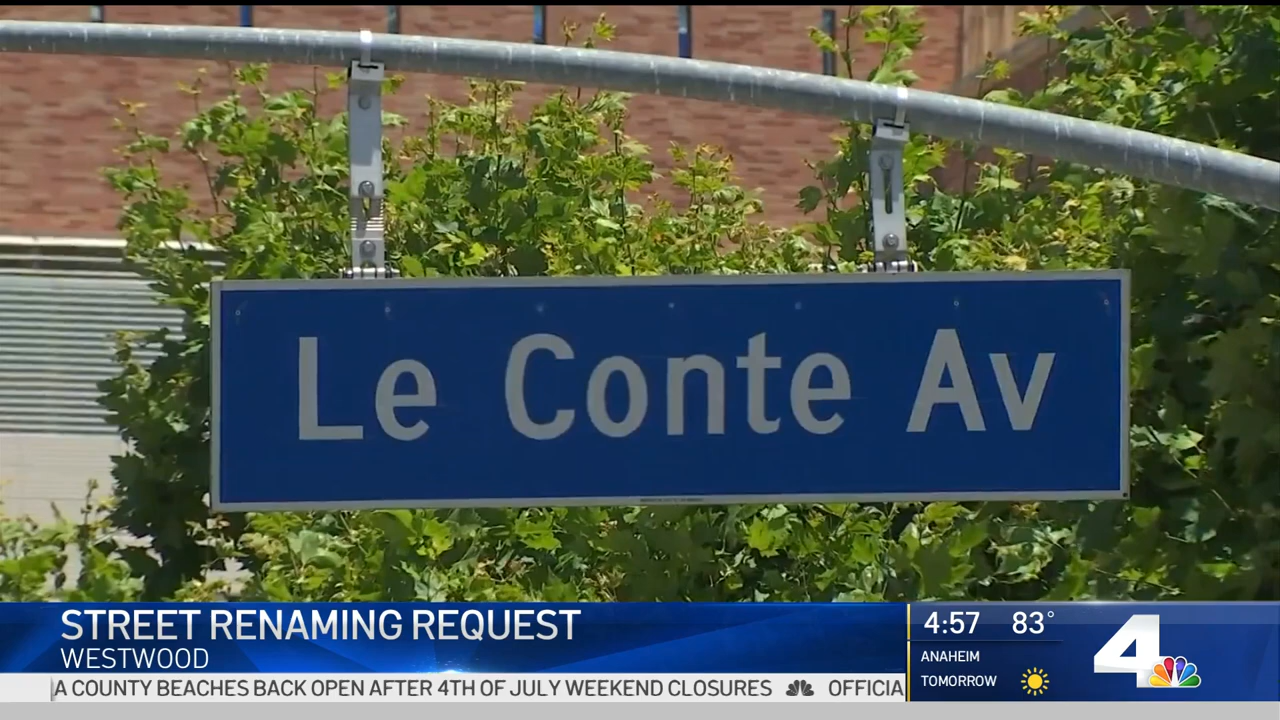 Le Conte Av
STREET RENAMING REQUEST
WESTWOOD
4:57 83°
ANAHEIM
TOMORROW
4
A COUNTY BEACHES BACK OPEN AFTER 4TH OF JULY WEEKEND CLOSURES OFFICIA